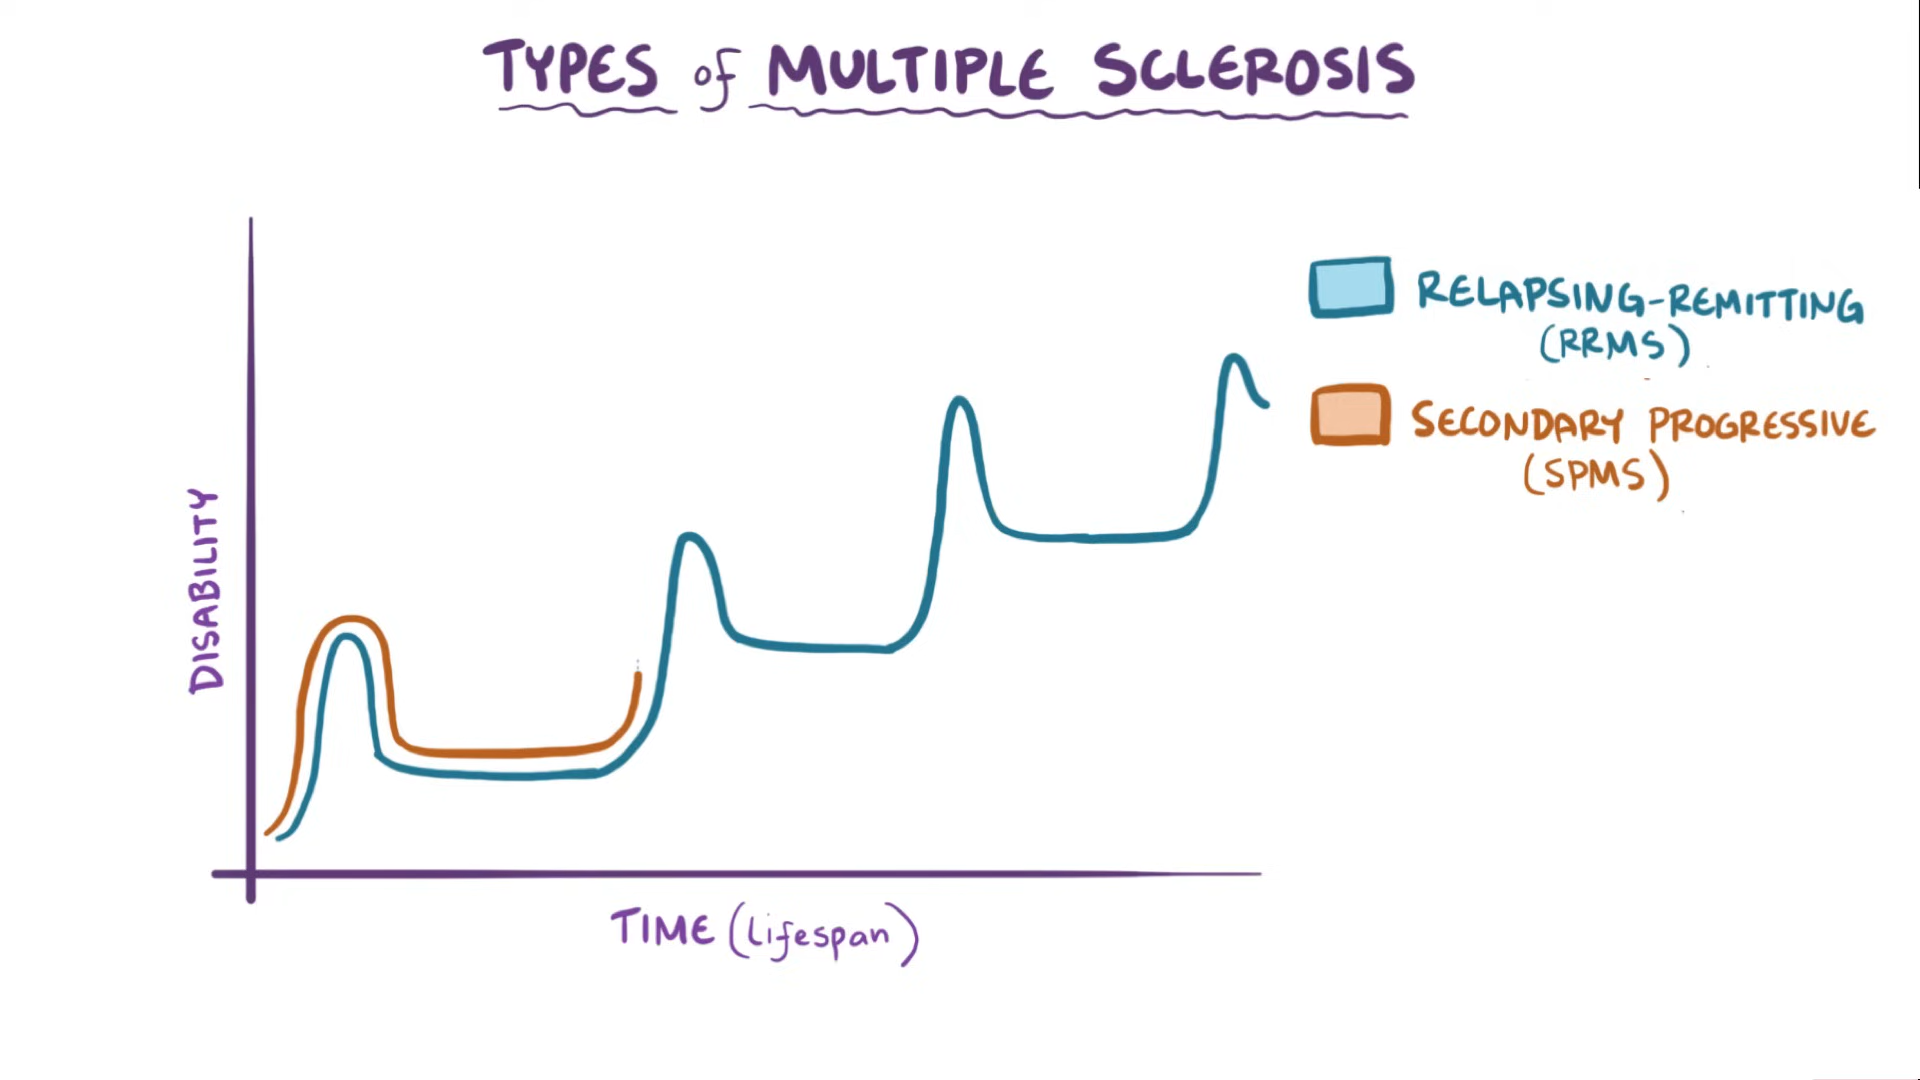 TYPES of MULTIPLE SCLEROSIS
RELAPSING-REMITTING
(RRMS)
SECONDARY PROGRESSIVE
(SPMS)
DISABILITY
TIME (Lifespan)